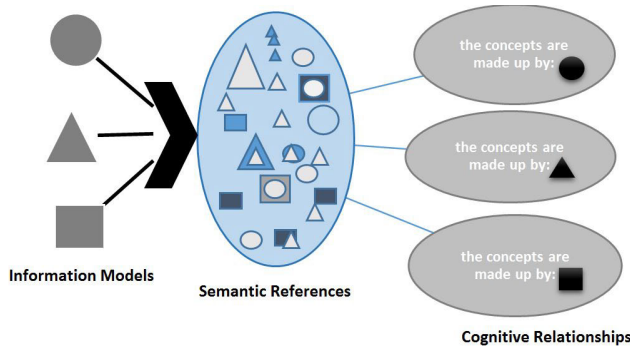 the concepts are
made up by:
the concepts are
made up by:
the concepts are
made up by:
Information Models
Semantic References
Cognitive Relationships